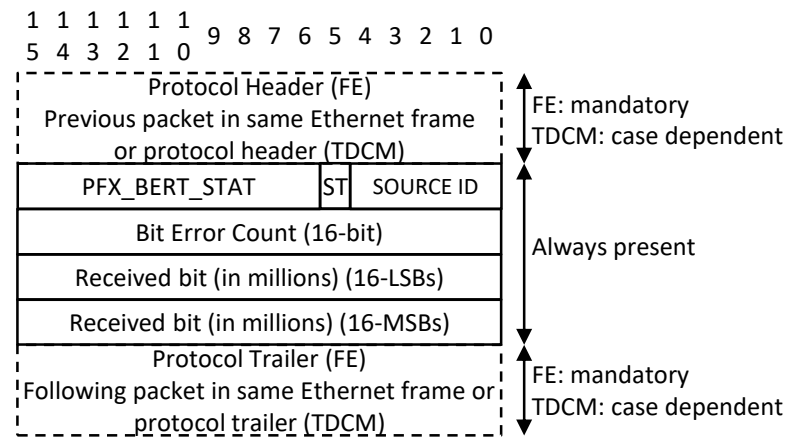 1 1 1 1 1 1
5 4 3 2 1 0 9 8 7 6 5 4 3 2 1 0
Protocol Header (FE)
Previous packet in same Ethernet frame
or protocol header (TDCM)
FE: mandatory
TDCM: case dependent
PFX_BERT_STAT ST SOURCE ID
Bit Error Count (16-bit)
Received bit (in millions) (16-LSBs)
Received bit (in millions) (16-MSBs)
Always present
Protocol Trailer (FE)
Following packet in same Ethernet frame or
protocol trailer (TDCM)
FE: mandatory
TDCM: case dependent